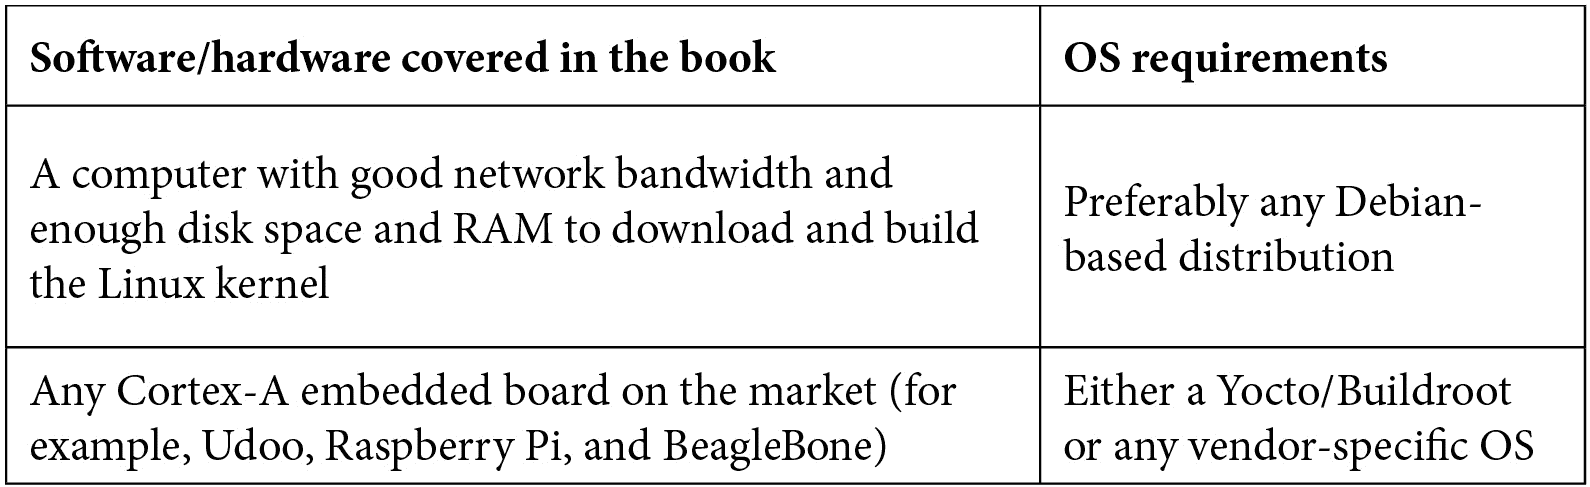 Software/hardware covered in the book
OS requirements
A computer with good network bandwidth and
enough disk space and RAM to download and build
the Linux kernel
Preferably any Debian-
based distribution
Any Cortex-A embedded board on the market (for
example, Udoo, Raspberry Pi, and BeagleBone)
Either a Yocto/Buildroot
or any vendor-specific OS